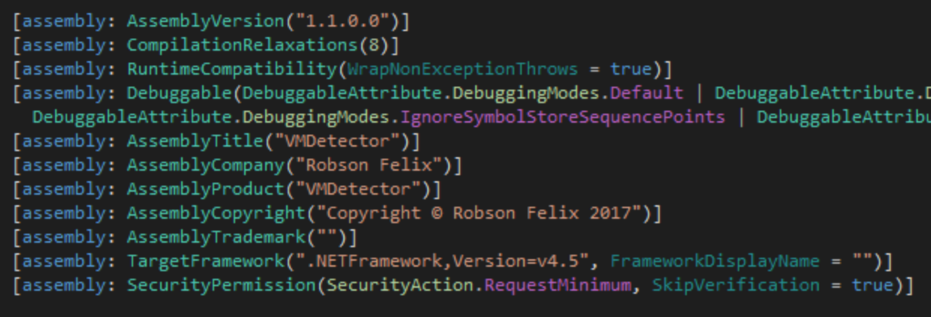 [assembly: AssemblyVersion("1.1.0.0")]
[assembly: CompilationRelaxations(8)]
[assembly: RuntimeCompatibility(WrapNonExceptionThrows = true)]
[assembly: Debuggable(DebuggableAttribute.DebuggingModes.Default | DebuggableAttribute.D
DebuggableAttribute.DebuggingModes.IgnoreSymbolStoreSequencePoints | DebuggableAttribu
[assembly: AssemblyTitle("VMDetector")]
[assembly: AssemblyCompany("Robson Felix")]
[assembly: AssemblyProduct("VMDetector")]
[assembly: AssemblyCopyright("Copyright © Robson Felix 2017")]
[assembly: AssemblyTrademark("")]
[assembly: TargetFramework(".NETFramework,Version=v4.5", FrameworkDisplayName = "")]
[assembly: SecurityPermission(SecurityAction.RequestMinimum, SkipVerification = true)]